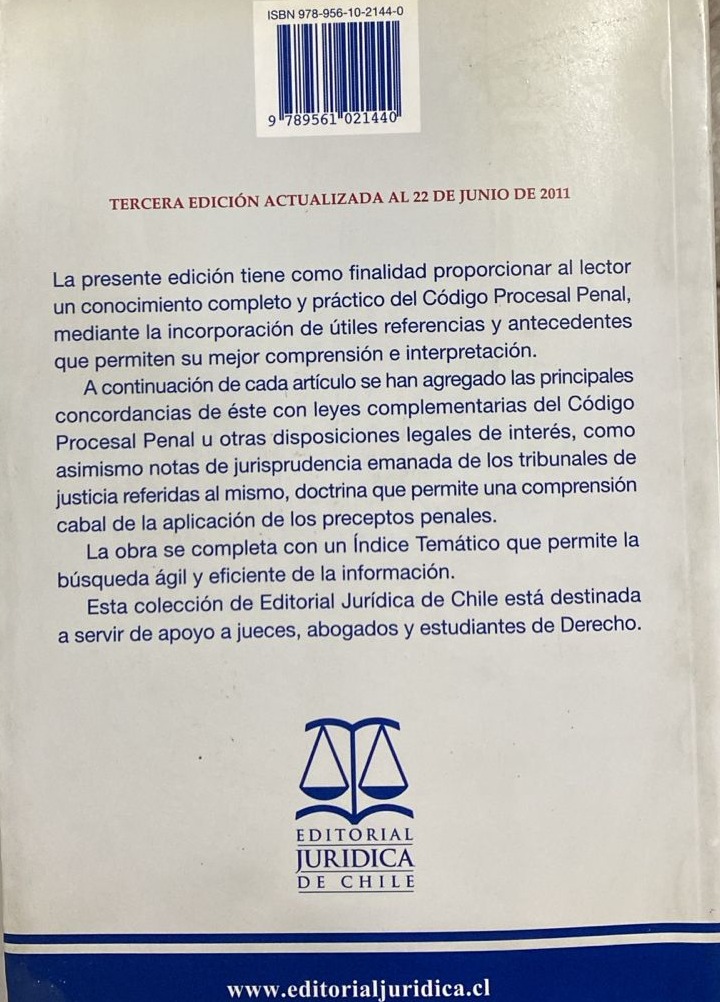 ISBN 978-956-10-2144-0
9 789561 021440
TERCERA EDICIÓN ACTUALIZADA AL 22 DE JUNIO DE 2011
La presente edición tiene como finalidad proporcionar al lector
un conocimiento completo y práctico del Código Procesal Penal,
mediante la incorporación de útiles referencias y antecedentes
que permiten su mejor comprensión e interpretación.
A continuación de cada artículo se han agregado las principales
concordancias de éste con leyes complementarias del Código
Procesal Penal u otras disposiciones legales de interés, como
asimismo notas de jurisprudencia emanada de los tribunales de
justicia referidas al mismo, doctrina que permite una comprensión
cabal de la aplicación de los preceptos penales.
La obra se completa con un Índice Temático que permite la
búsqueda ágil y eficiente de la información.
Esta colección de Editorial Jurídica de Chile está destinada
a servir de apoyo a jueces, abogados y estudiantes de Derecho.
EDITORIAL
JURIDICA
DE CHILE
www.editorialjuridica.cl